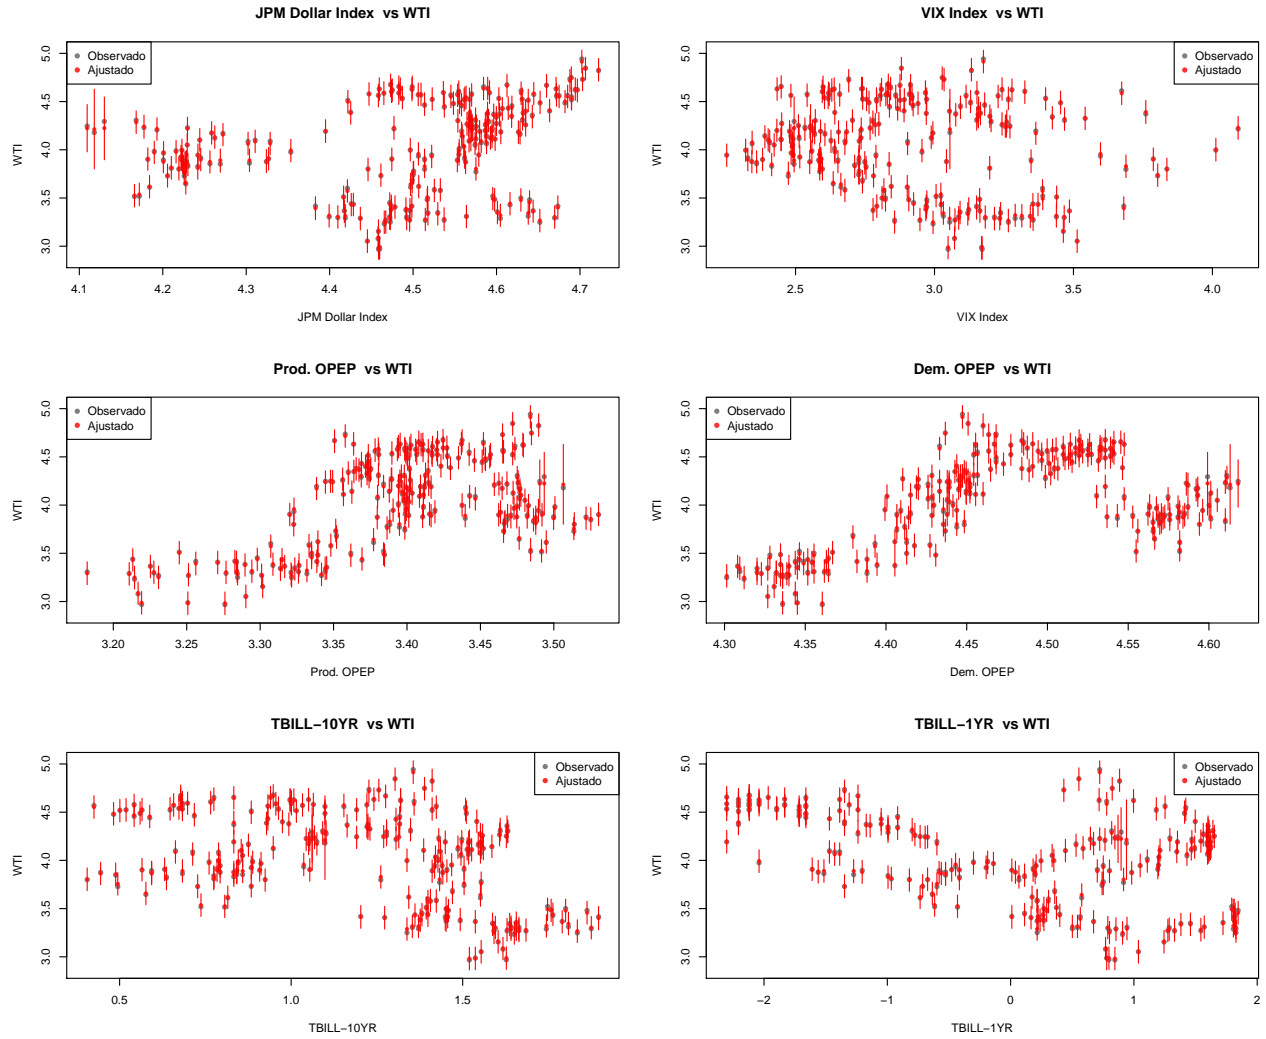 JPM Dollar Index vs WTI
Observado
Ajustado
WTI
5.0
4.5
4.0
3.5
3.0
4.1 4.2 4.3 4.4 4.5 4.6 4.7
JPM Dollar Index
VIX Index vs WTI
Observado
Ajustado
WTI
5.0
4.5
4.0
3.5
3.0
2.5 3.0 3.5 4.0
VIX Index
Prod. OPEP vs WTI
Observado
Ajustado
WTI
5.0
4.5
4.0
3.5
3.0
3.20 3.25 3.30 3.35 3.40 3.45 3.50
Prod. OPEP
Dem. OPEP vs WTI
Observado
Ajustado
WTI
5.0
4.5
4.0
3.5
3.0
4.30 4.35 4.40 4.45 4.50 4.55 4.60
Dem. OPEP
TBILL−10YR vs WTI
Observado
Ajustado
WTI
5.0
4.5
4.0
3.5
3.0
0.5 1.0 1.5
TBILL−10YR
TBILL−1YR vs WTI
Observado
Ajustado
WTI
5.0
4.5
4.0
3.5
3.0
−2 −1 0 1 2
TBILL−1YR